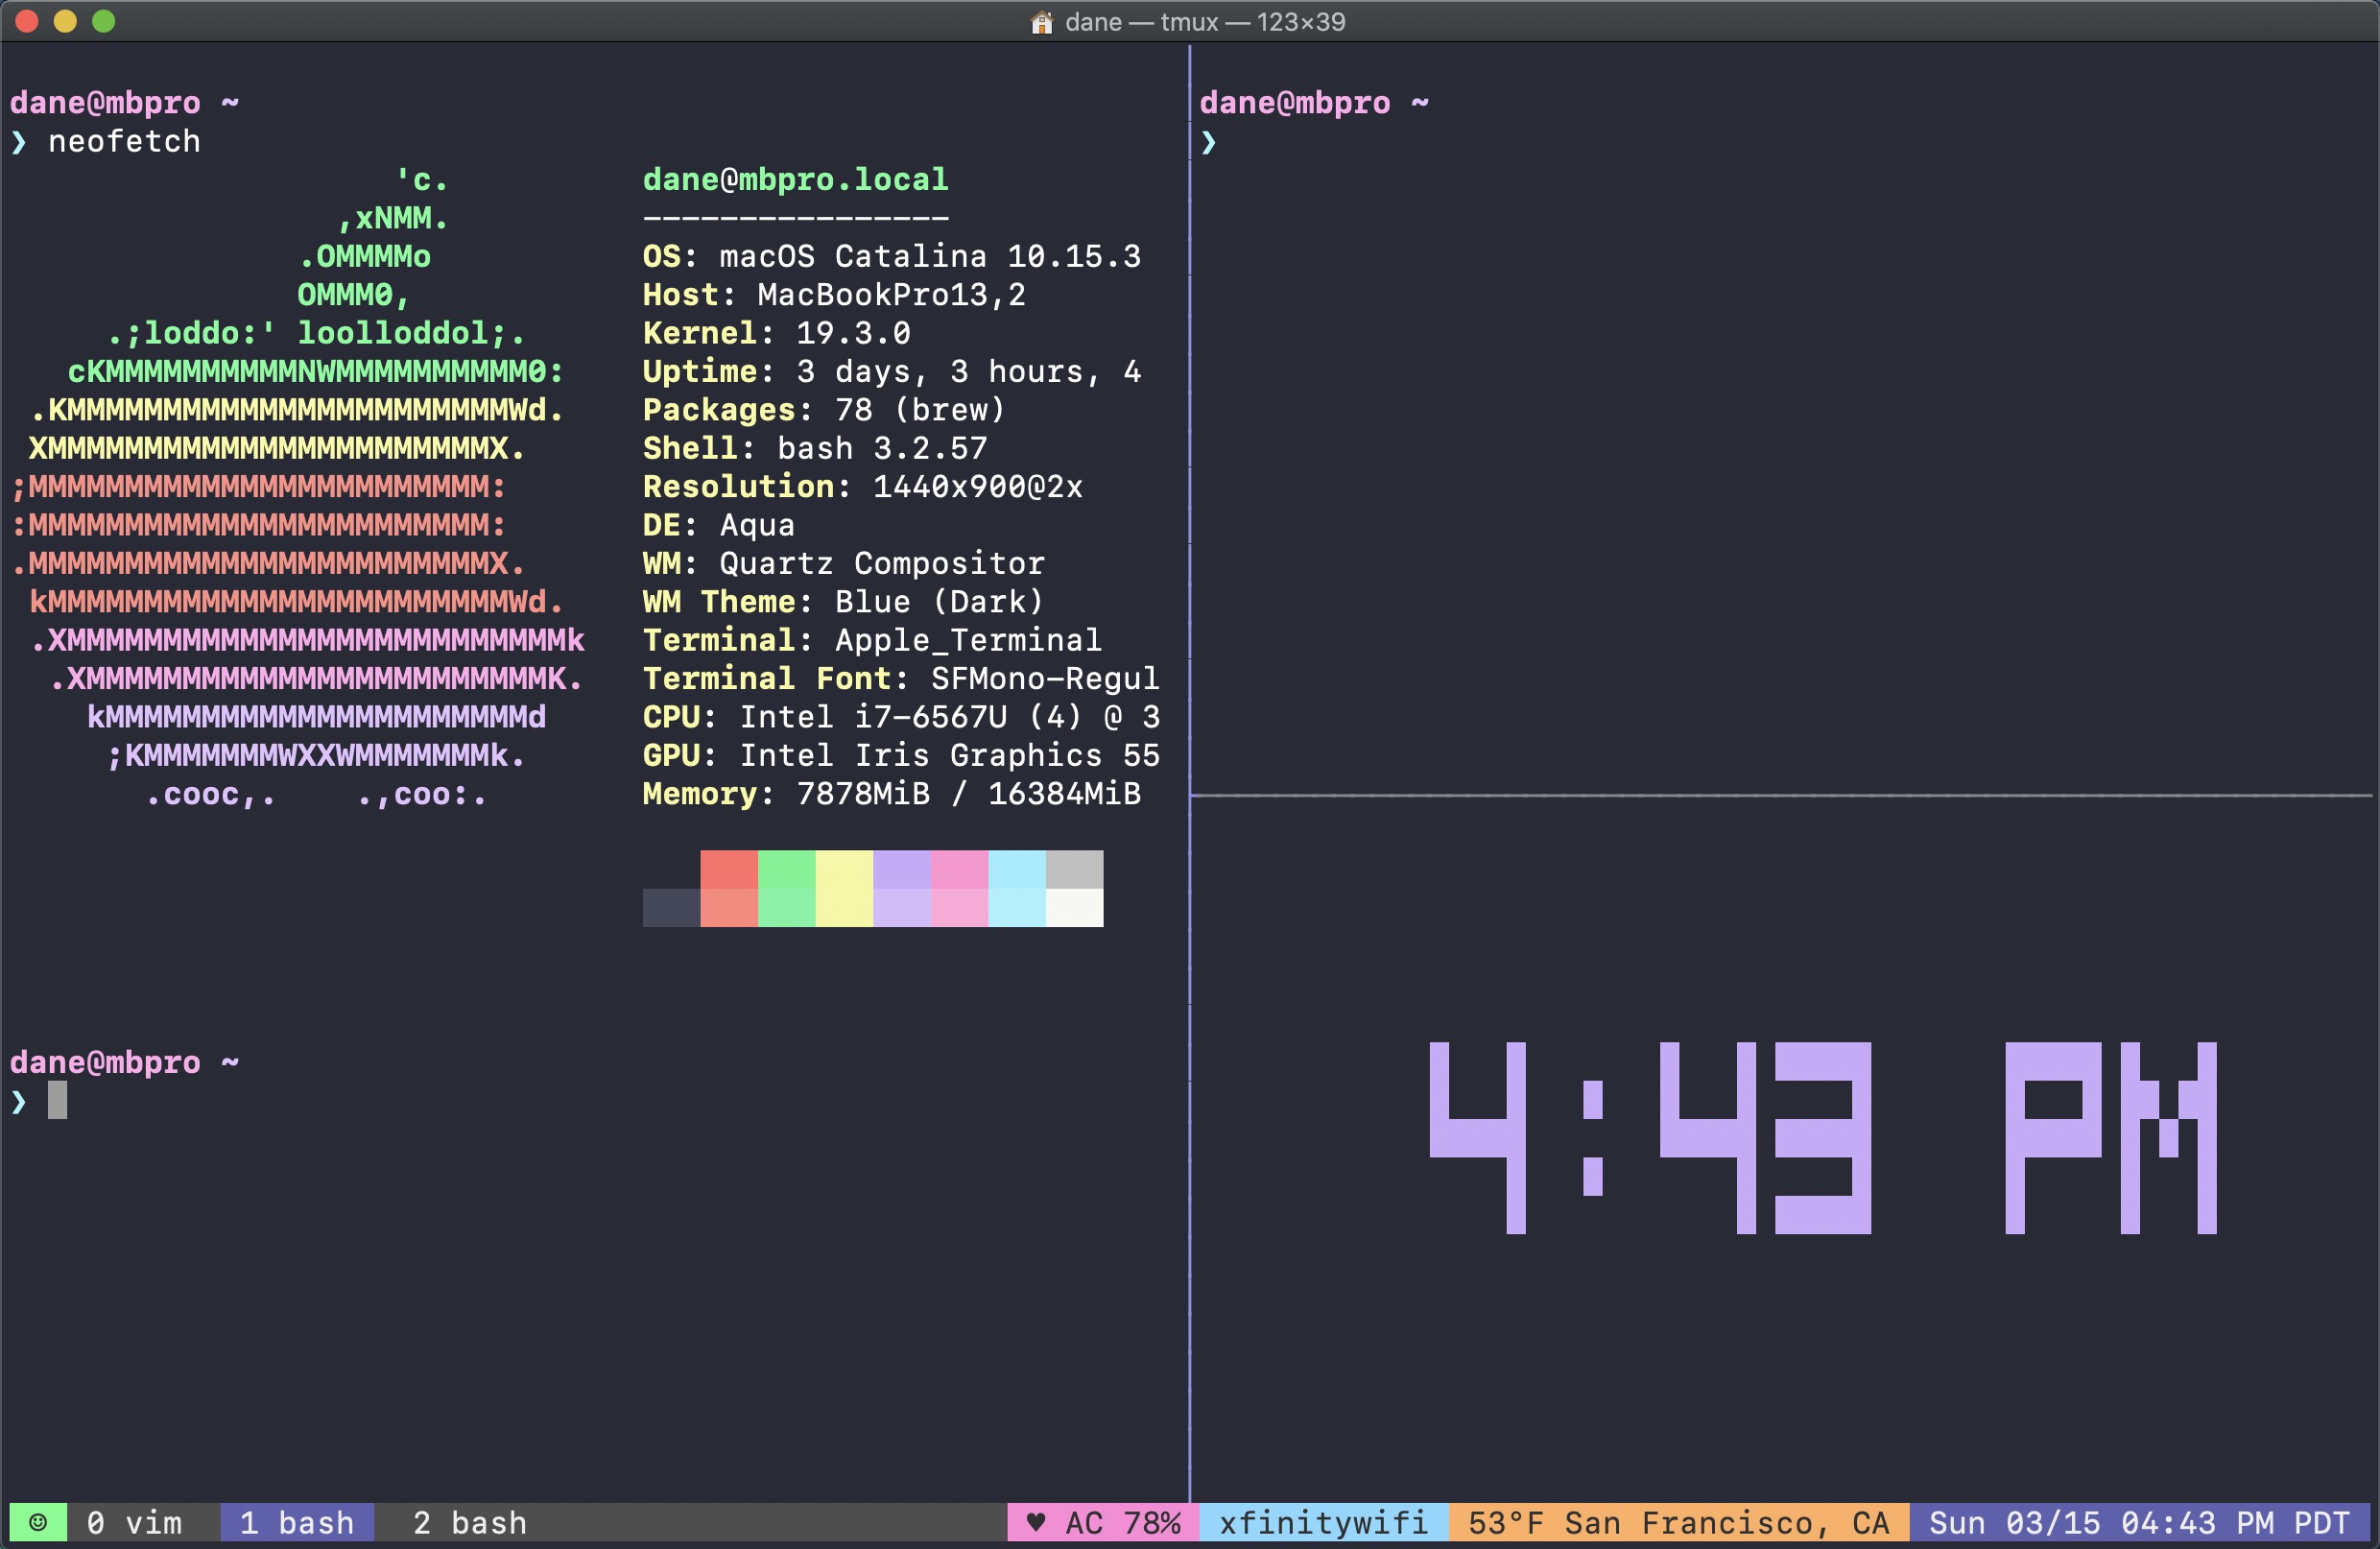 dane — tmux — 123×39
dane@mbpro ~
❯ neofetch
'c.
,xNMM.
.OMMMMo
OMMM0,
.;loddo:' loolloddol;.
cKMMMMMMMMMMNWMMMMMMMMMM0:
.KMMMMMMMMMMMMMMMMMMMMMMMWd.
XMMMMMMMMMMMMMMMMMMMMMMMX.
;MMMMMMMMMMMMMMMMMMMMMMMM:
:MMMMMMMMMMMMMMMMMMMMMMMM:
.MMMMMMMMMMMMMMMMMMMMMMMMX.
kMMMMMMMMMMMMMMMMMMMMMMMMWd.
.XMMMMMMMMMMMMMMMMMMMMMMMMMMk
.XMMMMMMMMMMMMMMMMMMMMMMMMK.
kMMMMMMMMMMMMMMMMMMMMMMd
;KMMMMMMMWXXWMMMMMMMk.
.cooc,.    .,coo:.
dane@mbpro.local
----------------
OS: macOS Catalina 10.15.3
Host: MacBookPro13,2
Kernel: 19.3.0
Uptime: 3 days, 3 hours, 4
Packages: 78 (brew)
Shell: bash 3.2.57
Resolution: 1440x900@2x
DE: Aqua
WM: Quartz Compositor
WM Theme: Blue (Dark)
Terminal: Apple_Terminal
Terminal Font: SFMono-Regul
CPU: Intel i7-6567U (4) @ 3
GPU: Intel Iris Graphics 55
Memory: 7878MiB / 16384MiB
dane@mbpro ~
❯
dane@mbpro ~
❯
4:43 PM
☺ 0 vim 1 bash 2 bash ♥ AC 78% xfinitywifi 53°F San Francisco, CA Sun 03/15 04:43 PM PDT